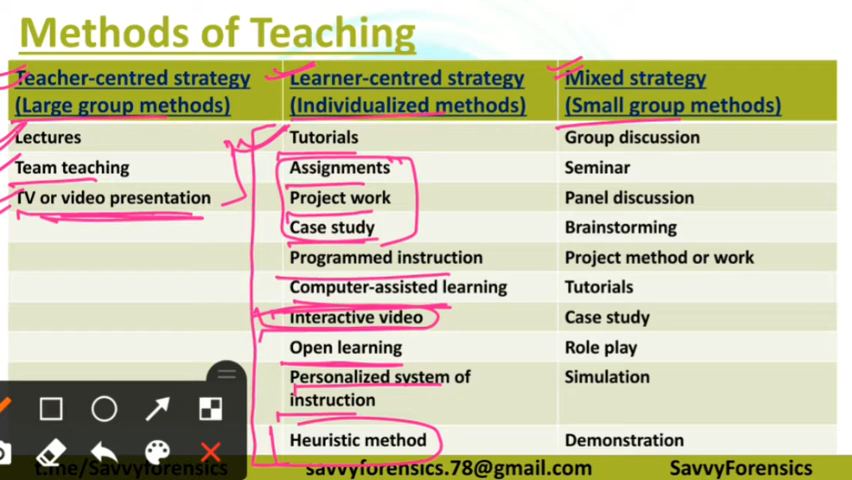 Methods of Teaching
Teacher-centred strategy Learner-centred strategy Mixed strategy
(Large group methods) (Individualized methods) (Small group methods)
Lectures Tutorials Group discussion
Team teaching Assignments Seminar
TV or video presentation Project work Panel discussion
Case study Brainstorming
Programmed instruction Project method or work
Computer-assisted learning Tutorials
Interactive video Case study
Open learning Role play
Personalized system of Simulation
instruction
Heuristic method Demonstration
t.me/Savvyforensics savvyforensics.78@gmail.com SavvyForensics